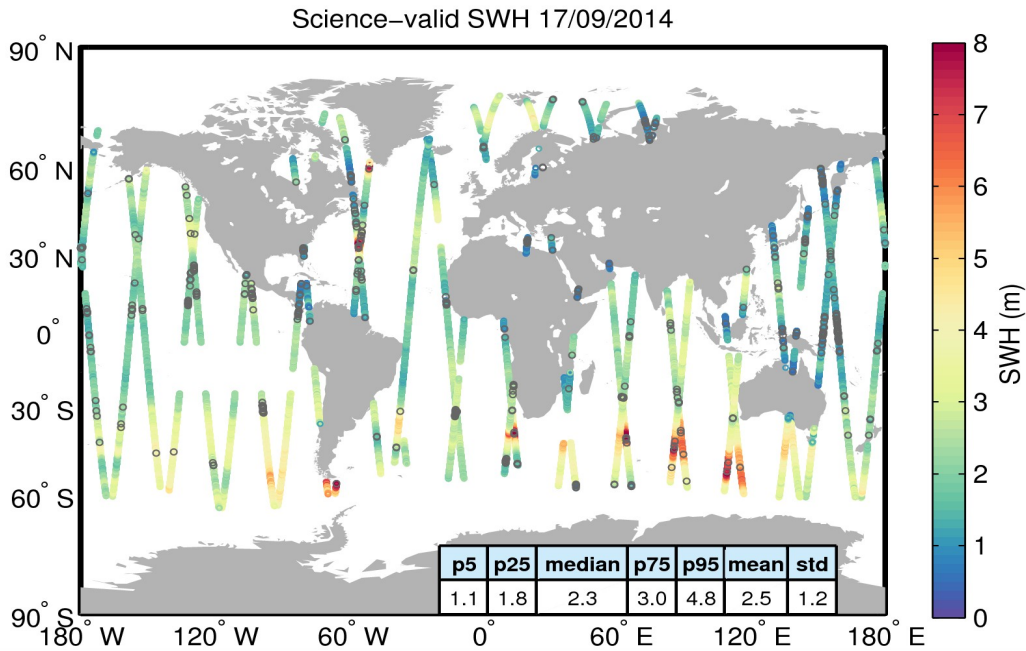 Science−valid SWH 17/09/2014
90° N
60° N
30° N
0°
30° S
60° S
90° S
180° W
120° W
60° W
0°
60° E
120° E
180° E
p5 p25 median p75 p95 mean std
1.1 1.8 2.3 3.0 4.8 2.5 1.2
8
7
6
5
4
3
2
1
0
SWH (m)